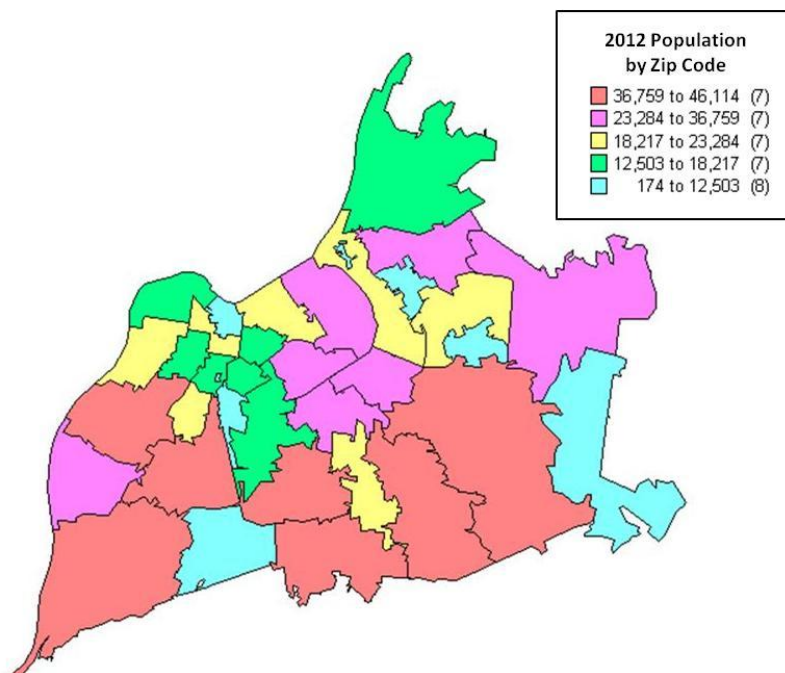 2012 Population
by Zip Code
36,759 to 46,114 (7)
23,284 to 36,759 (7)
18,217 to 23,284 (7)
12,503 to 18,217 (7)
174 to 12,503 (8)